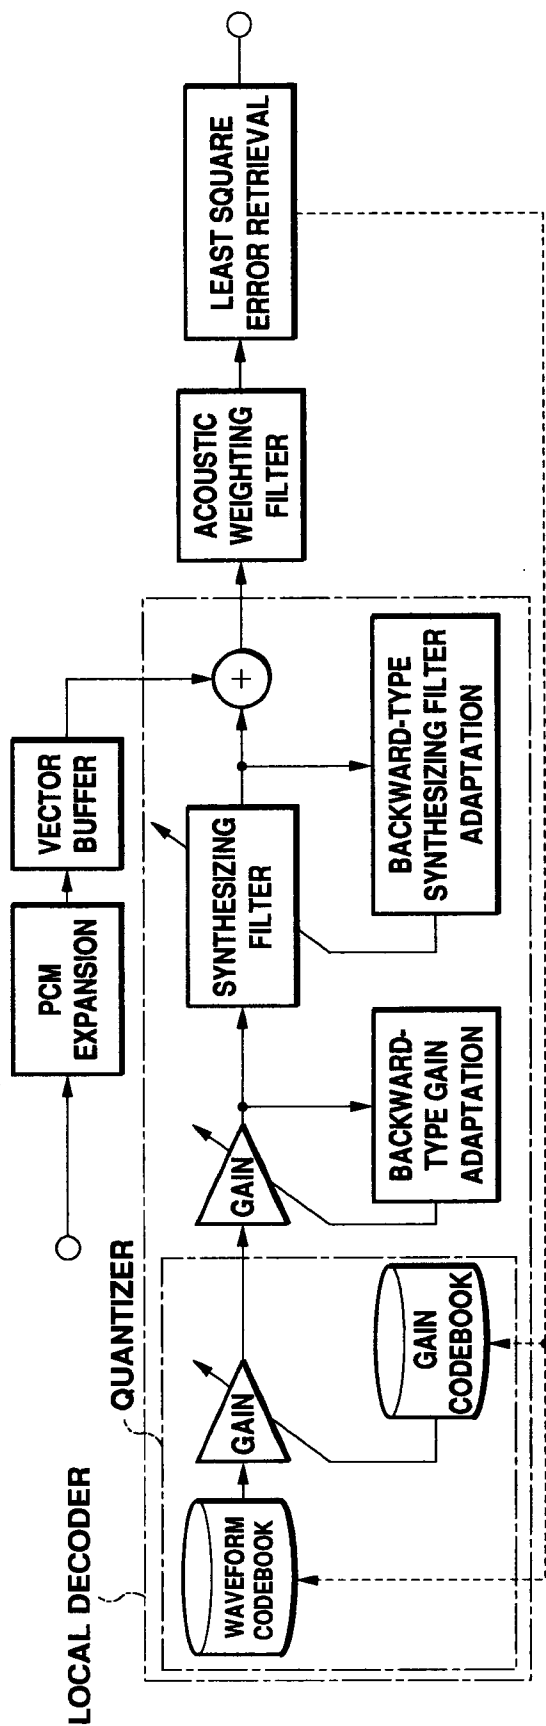 LOCAL DECODER
QUANTIZER
PCM
EXPANSION
VECTOR
BUFFER
WAVEFORM
CODEBOOK
GAIN
GAIN
SYNTHESIZING
FILTER
+
ACOUSTIC
WEIGHTING
FILTER
LEAST SQUARE
ERROR RETRIEVAL
GAIN
CODEBOOK
BACKWARD-
TYPE GAIN
ADAPTATION
BACKWARD-TYPE
SYNTHESIZING FILTER
ADAPTATION